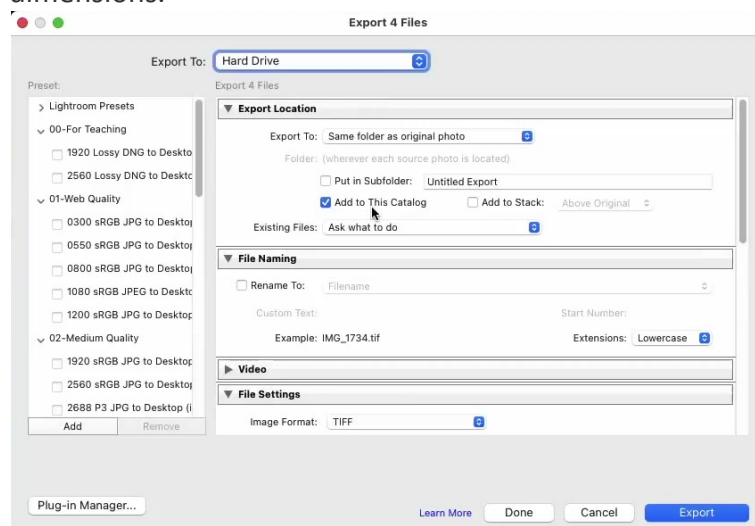 dimensions.
Export 4 Files
Export To: Hard Drive
Preset:
Export 4 Files
Lightroom Presets
00-For Teaching
1920 Lossy DNG to Deskto
2560 Lossy DNG to Deskto
01-Web Quality
0300 sRGB JPG to Desktop
0550 sRGB JPG to Desktop
0800 sRGB JPG to Desktop
1080 sRGB JPEG to Deskto
1200 sRGB JPG to Desktop
02-Medium Quality
1920 sRGB JPG to Desktop
2560 sRGB JPG to Desktop
2688 P3 JPG to Desktop (i
Add Remove
Export Location
Export To: Same folder as original photo
Folder: (wherever each source photo is located)
Put in Subfolder: Untitled Export
Add to This Catalog Add to Stack: Above Original
Existing Files: Ask what to do
File Naming
Rename To: Filename
Custom Text: Start Number:
Example: IMG_1734.tif Extensions: Lowercase
Video
File Settings
Image Format: TIFF
Plug-in Manager... Learn More Done Cancel Export